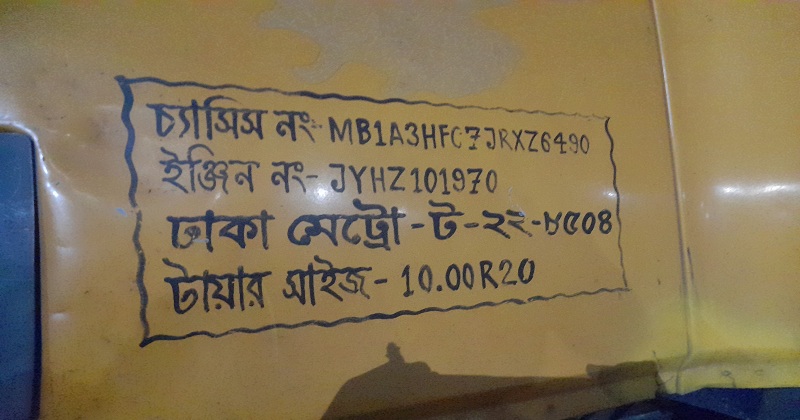 চ্যাসিস নং- MB1A3HFC7JRXZ6490
ইঞ্জিন নং- JYHZ101970
ঢাকা মেট্রো-ট-২২-৮৫০৪
টায়ার সাইজ- 10.00R20